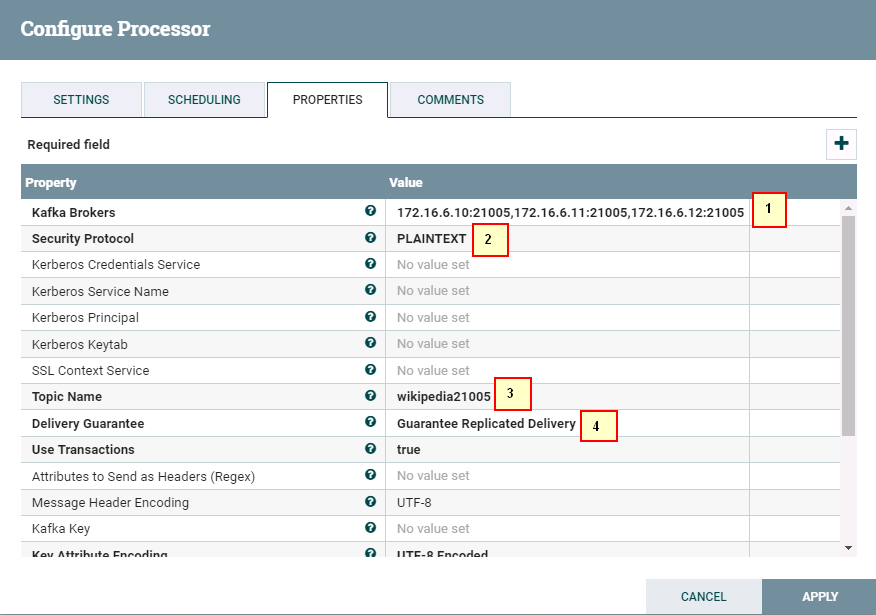 Configure Processor
SETTINGS SCHEDULING PROPERTIES COMMENTS
Required field
Property Value
Kafka Brokers 172.16.6.10:21005,172.16.6.11:21005,172.16.6.12:21005 1
Security Protocol PLAINTEXT 2
Kerberos Credentials Service No value set
Kerberos Service Name No value set
Kerberos Principal No value set
Kerberos Keytab No value set
SSL Context Service No value set
Topic Name wikipedia21005 3
Delivery Guarantee Guarantee Replicated Delivery 4
Use Transactions true
Attributes to Send as Headers (Regex) No value set
Message Header Encoding UTF-8
Kafka Key No value set
Key Attribute Encoding UTF-8 Encoded
CANCEL APPLY